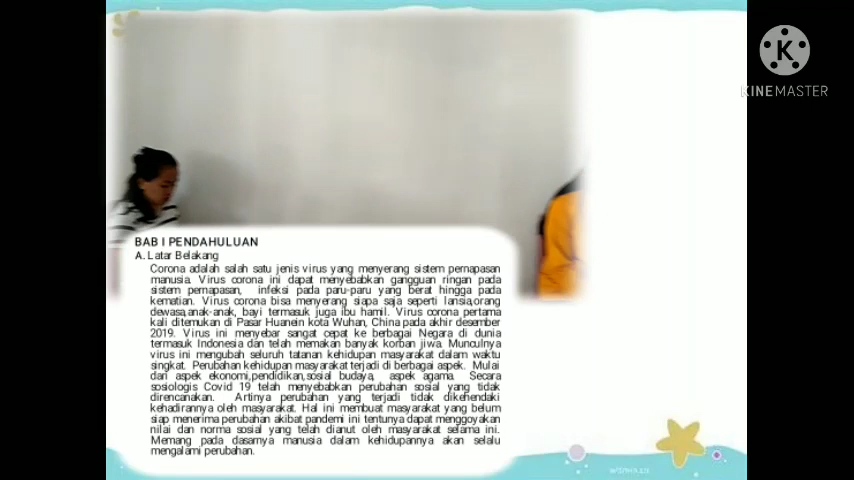 K
KINEMASTER
BAB I PENDAHULUAN
A. Latar Belakang
Corona adalah salah satu jenis virus yang menyerang sistem pernapasan
manusia. Virus corona ini dapat menyebabkan gangguan ringan pada
sistem pernapasan, infeksi pada paru-paru yang berat hingga pada
kematian. Virus corona bisa menyerang siapa saja seperti lansia,orang
dewasa,anak-anak, bayi termasuk juga ibu hamil. Virus corona pertama
kali ditemukan di Pasar Huanein kota Wuhan, China pada akhir desember
2019. Virus ini menyebar sangat cepat ke berbagai Negara di dunia
termasuk Indonesia dan telah memakan banyak korban jiwa. Munculnya
virus ini mengubah seluruh tatanan kehidupan masyarakat dalam waktu
singkat. Perubahan kehidupan masyarakat terjadi di berbagai aspek. Mulai
dari aspek ekonomi,pendidikan,sosial budaya, aspek agama. Secara
sosiologis Covid 19 telah menyebabkan perubahan sosial yang tidak
direncanakan. Artinya perubahan yang terjadi tidak dikehendaki
kehadirannya oleh masyarakat. Hal ini membuat masyarakat yang belum
siap menerima perubahan akibat pandemi ini tentunya dapat menggoyakan
nilai dan norma sosial yang telah dianut oleh masyarakat selama ini.
Memang pada dasarnya manusia dalam kehidupannya akan selalu
mengalami perubahan.